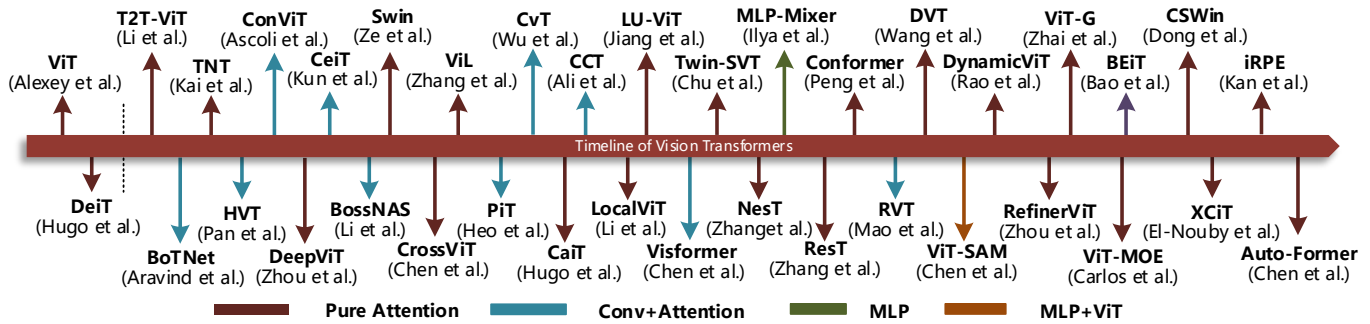 T2T-ViT
(Li et al.)
ConViT
(Ascoli et al.)
Swin
(Ze et al.)
CvT
(Wu et al.)
LU-ViT
(Jiang et al.)
MLP-Mixer
(Ilya et al.)
DVT
(Wang et al.)
ViT-G
(Zhai et al.)
CSWin
(Dong et al.)
ViT
(Alexey et al.)
TNT
(Kai et al.)
CeiT
(Kun et al.)
ViL
(Zhang et al.)
CCT
(Ali et al.)
Twin-SVT
(Chu et al.)
Conformer
(Peng et al.)
DynamicViT
(Rao et al.)
BEiT
(Bao et al.)
iRPE
(Kan et al.)
Timeline of Vision Transformers
DeiT
(Hugo et al.)
HVT
(Pan et al.)
BossNAS
(Li et al.)
PiT
(Heo et al.)
LocalViT
(Li et al.)
NesT
(Zhanget al.)
RVT
(Mao et al.)
RefinerViT
(Zhou et al.)
XCiT
(El-Nouby et al.)
BoTNet
(Aravind et al.)
DeepViT
(Zhou et al.)
CrossViT
(Chen et al.)
CaiT
(Hugo et al.)
Visformer
(Chen et al.)
ResT
(Zhang et al.)
ViT-SAM
(Chen et al.)
ViT-MOE
(Carlos et al.)
Auto-Former
(Chen et al.)
Pure Attention
Conv+Attention
MLP
MLP+ViT